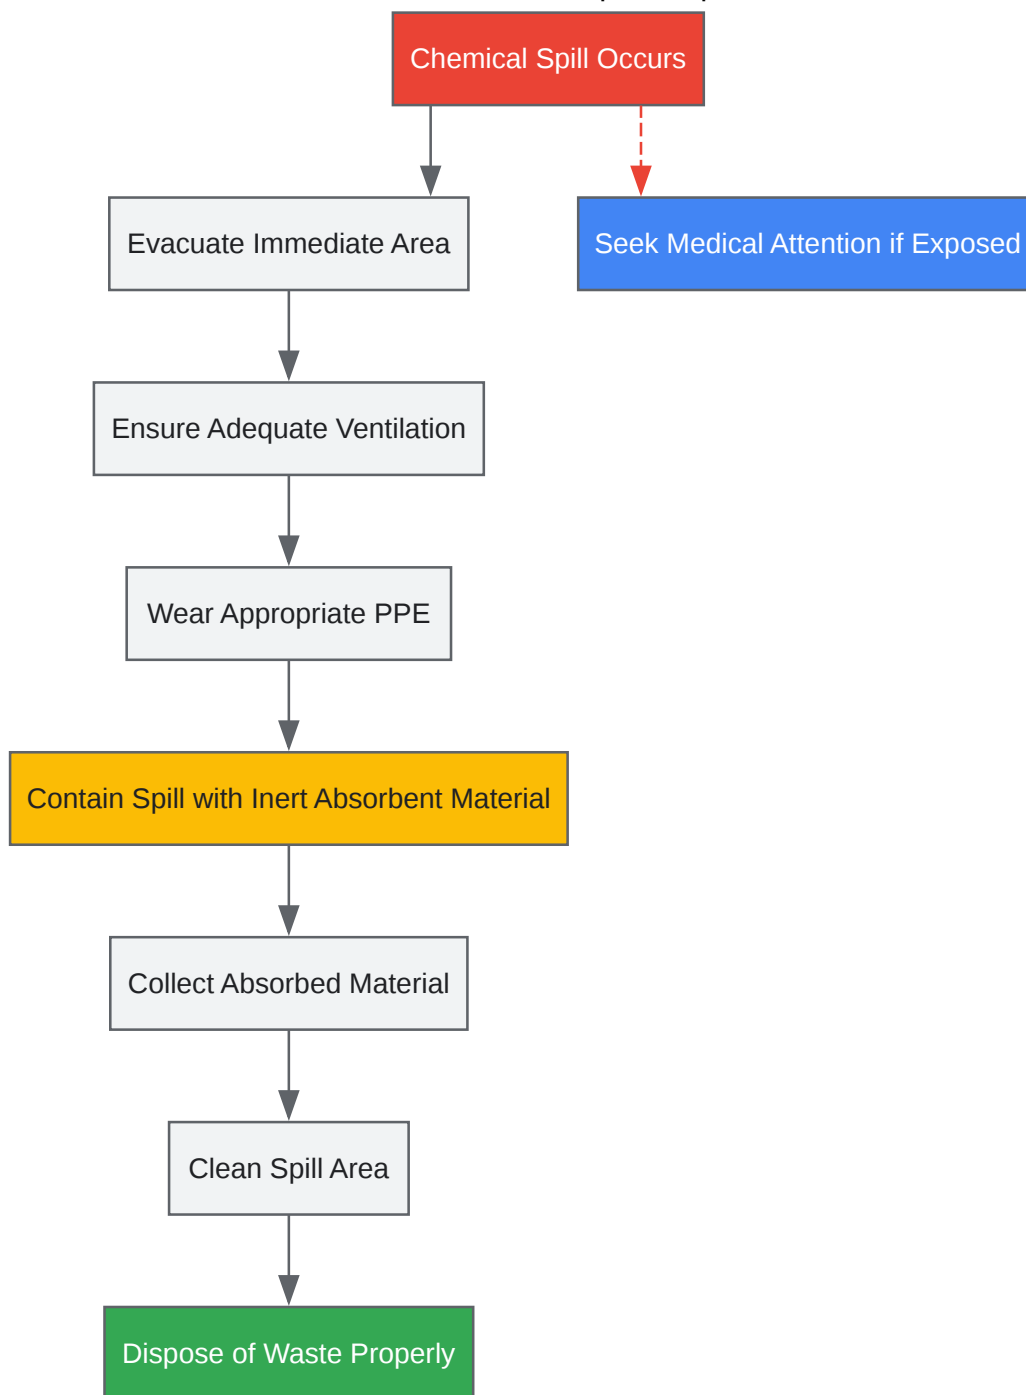 Chemical Spill Occurs
Evacuate Immediate Area
Seek Medical Attention if Exposed
Ensure Adequate Ventilation
Wear Appropriate PPE
Contain Spill with Inert Absorbent Material
Collect Absorbed Material
Clean Spill Area
Dispose of Waste Properly